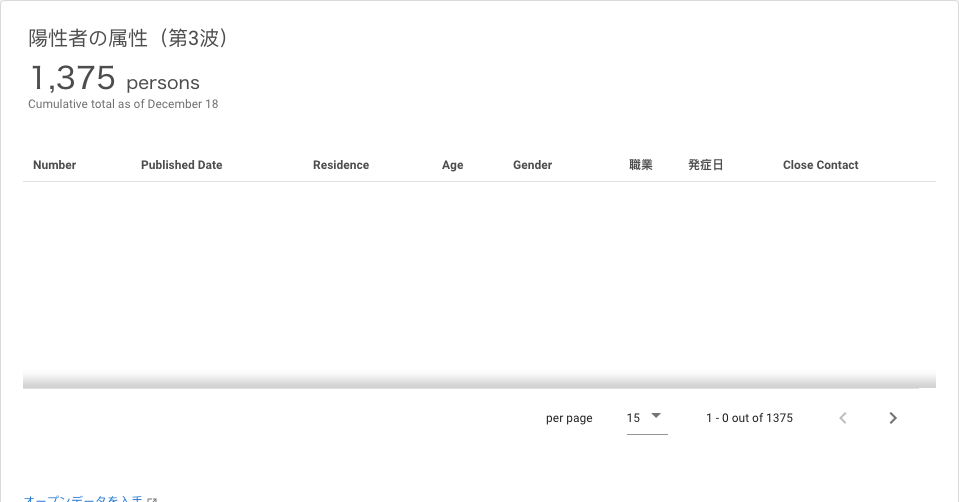 陽性者の属性（第3波）
1,375 persons
Cumulative total as of December 18
Number Published Date Residence Age Gender 職業 発症日 Close Contact
per page 15 1 - 0 out of 1375
オープンデータを入手